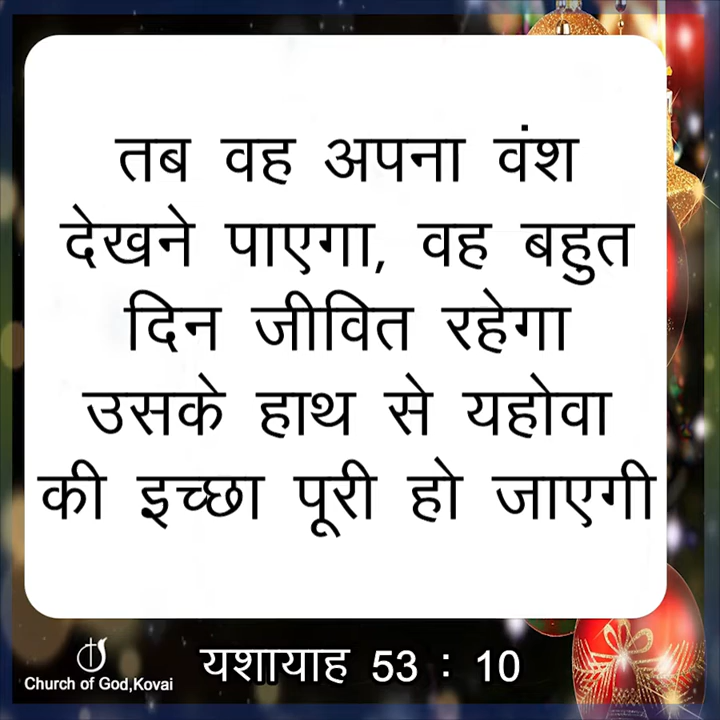 तब वह अपना वंश
देखने पाएगा, वह बहुत
दिन जीवित रहेगा
उसके हाथ से यहोवा
की इच्छा पूरी हो जाएगी
यशायाह 53 : 10
Church of God,Kovai